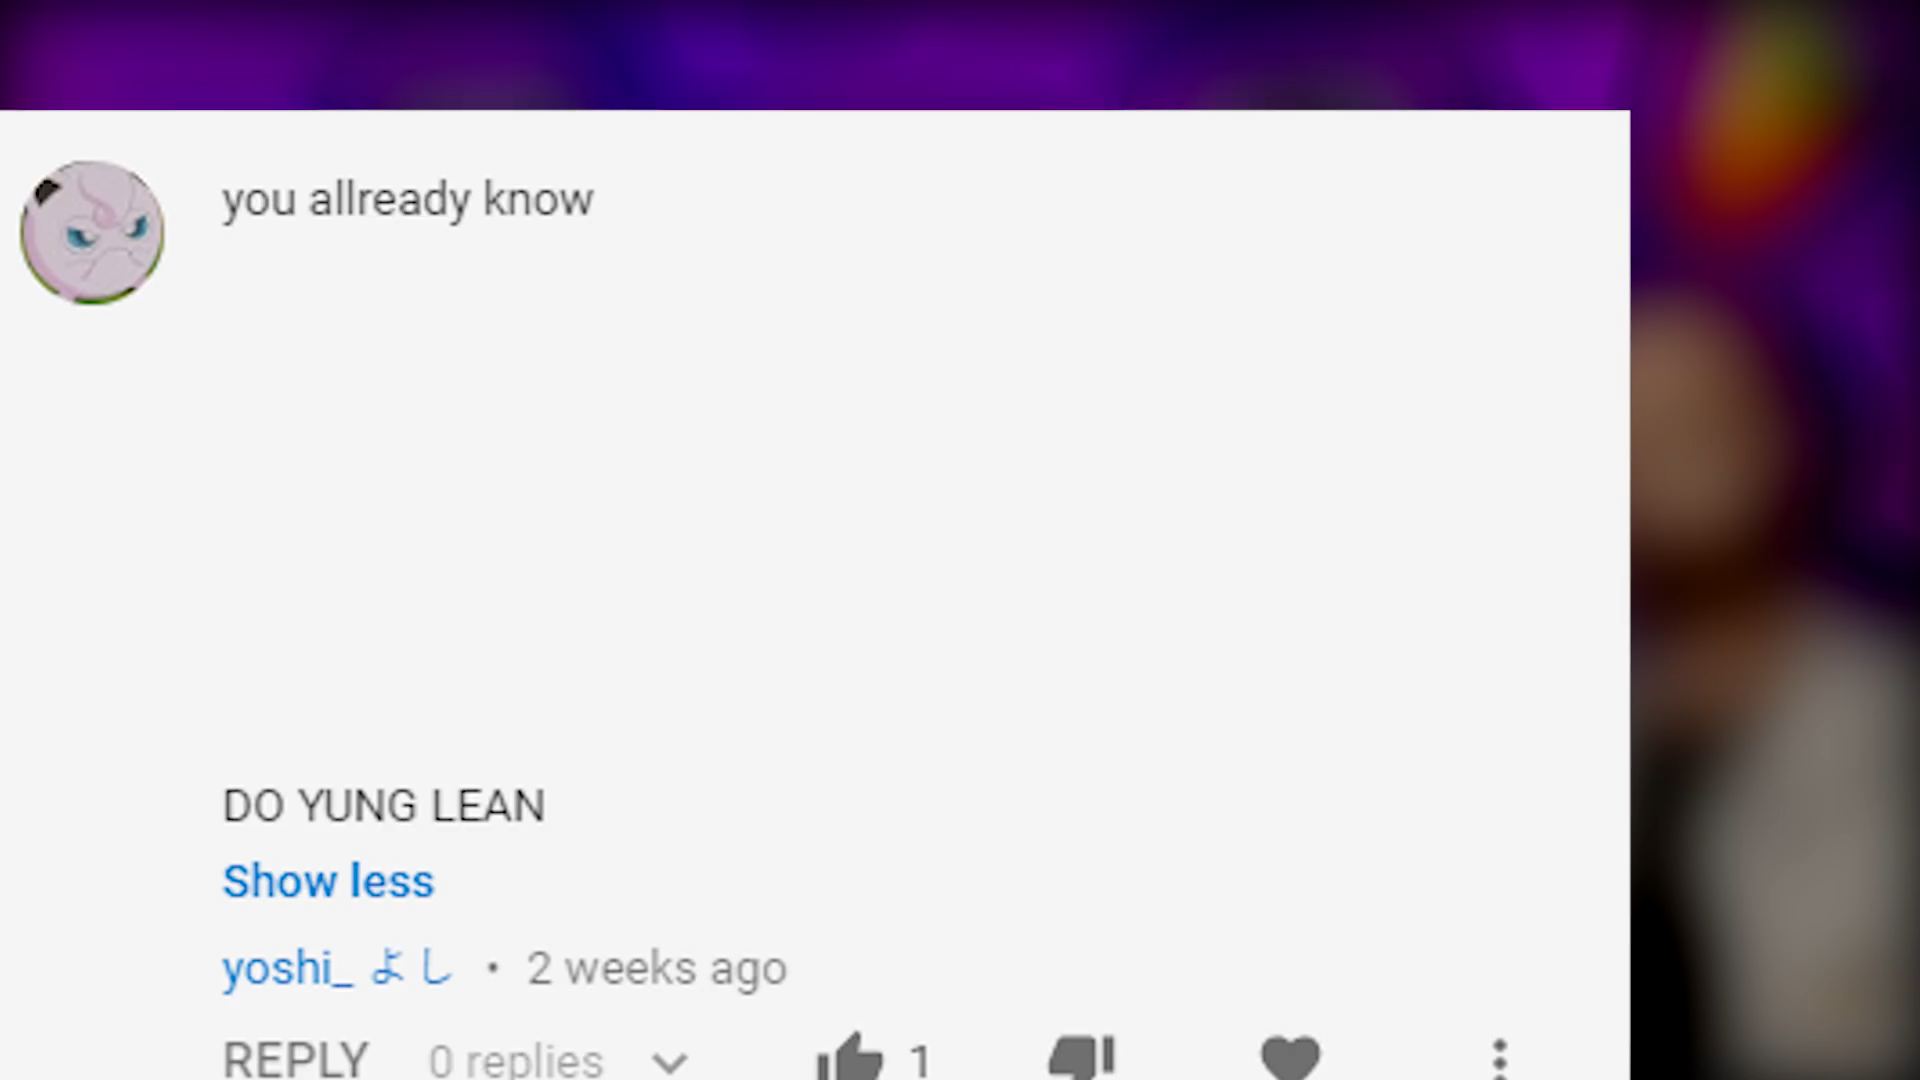 you allready know
DO YUNG LEAN
Show less
yoshi_ よし • 2 weeks ago
REPLY 0 replies 1